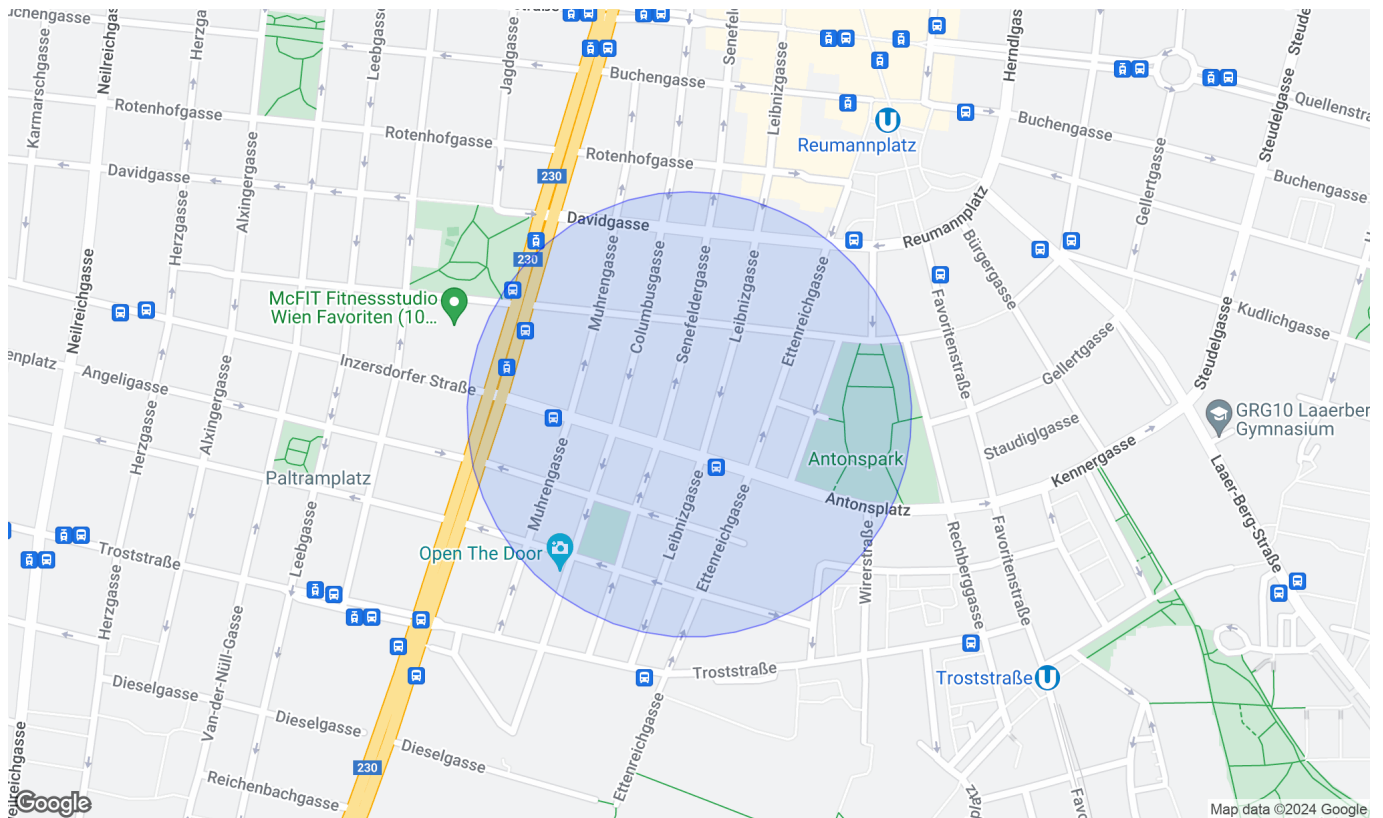 Buchengasse
Rotenhofgasse
Davidgasse
Karmarschgasse
Neilreichgasse
Herzgasse
Alxingergasse
Leebgasse
Jagdgasse
Rotenhofgasse
Buchengasse
Rotenhofgasse
Leibnizgasse
Reumannplatz
Herndlgasse
Buchengasse
Steudelgasse
Quellenstra
Buchengasse
Gellertgasse
230
230
Davidgasse
Reumannplatz
Bürgergasse
Kudlichgasse
Neilreichgasse
Herzgasse
McFIT Fitnessstudio
Wien Favoriten (10...
Muhrengasse
Columbusgasse
Senefeldergasse
Leibnizgasse
Ettenreichgasse
Favoritenstraße
Gellertgasse
Steudelgasse
enplatz
Angeligasse
Alxingergasse
Inzersdorfer Straße
Herzgasse
Staudiglgasse
GRG10 Laaerber
Gymnasium
Antonspark
Kennergasse
Paltramplatz
Muhrengasse
Leibnizgasse
Antonsplatz
Laaer-Berg-Straße
Open The Door
Ettenreichgasse
Wirerstraße
Rechberggasse
Favoritenstraße
Troststraße
Leebgasse
Herzgasse
Van-der-Nüll-Gasse
Troststraße
Troststraße
Dieselgasse
Dieselgasse
Dieselgasse
Ettenreichgasse
230
Reichenbachgasse
Neilreichgasse
platz
Favo
Google
Map data ©2024 Google